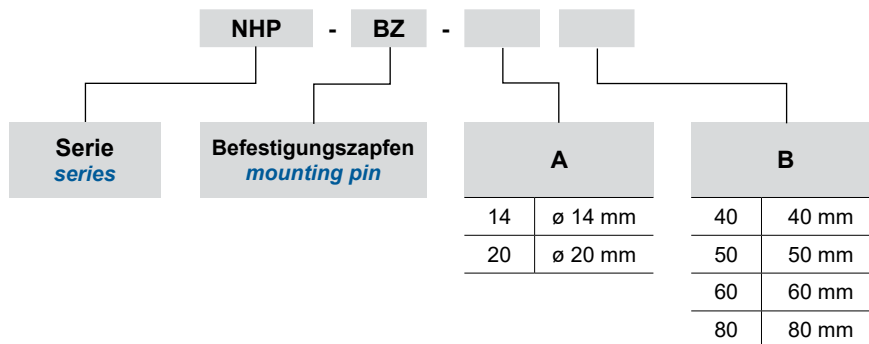 NHP - BZ -
Serie
series
Befestigungszapfen
mounting pin
A
B
14 ø 14 mm
20 ø 20 mm
40 40 mm
50 50 mm
60 60 mm
80 80 mm